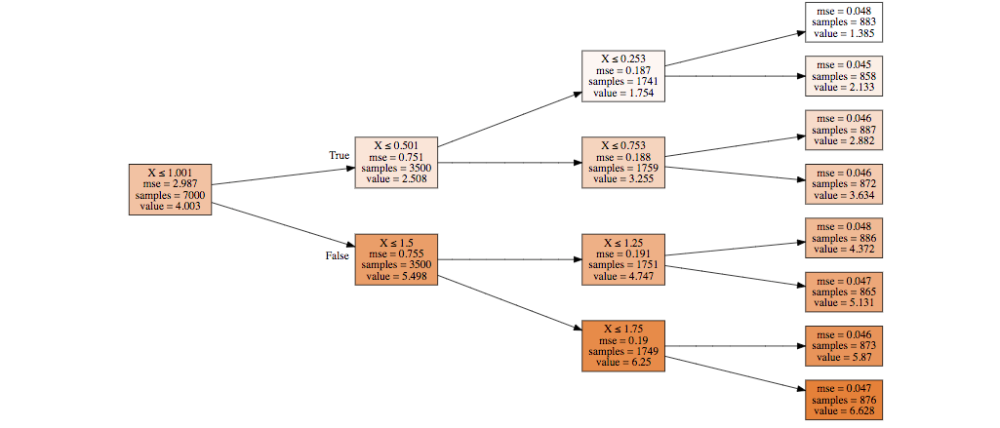 X ≤ 1.001
mse = 2.987
samples = 7000
value = 4.003
True
False
X ≤ 0.501
mse = 0.751
samples = 3500
value = 2.508
X ≤ 1.5
mse = 0.755
samples = 3500
value = 5.498
X ≤ 0.253
mse = 0.187
samples = 1741
value = 1.754
X ≤ 0.753
mse = 0.188
samples = 1759
value = 3.255
X ≤ 1.25
mse = 0.191
samples = 1751
value = 4.747
X ≤ 1.75
mse = 0.19
samples = 1749
value = 6.25
mse = 0.048
samples = 883
value = 1.385
mse = 0.045
samples = 858
value = 2.133
mse = 0.046
samples = 887
value = 2.882
mse = 0.046
samples = 872
value = 3.634
mse = 0.048
samples = 886
value = 4.372
mse = 0.047
samples = 865
value = 5.131
mse = 0.046
samples = 873
value = 5.87
mse = 0.047
samples = 876
value = 6.628